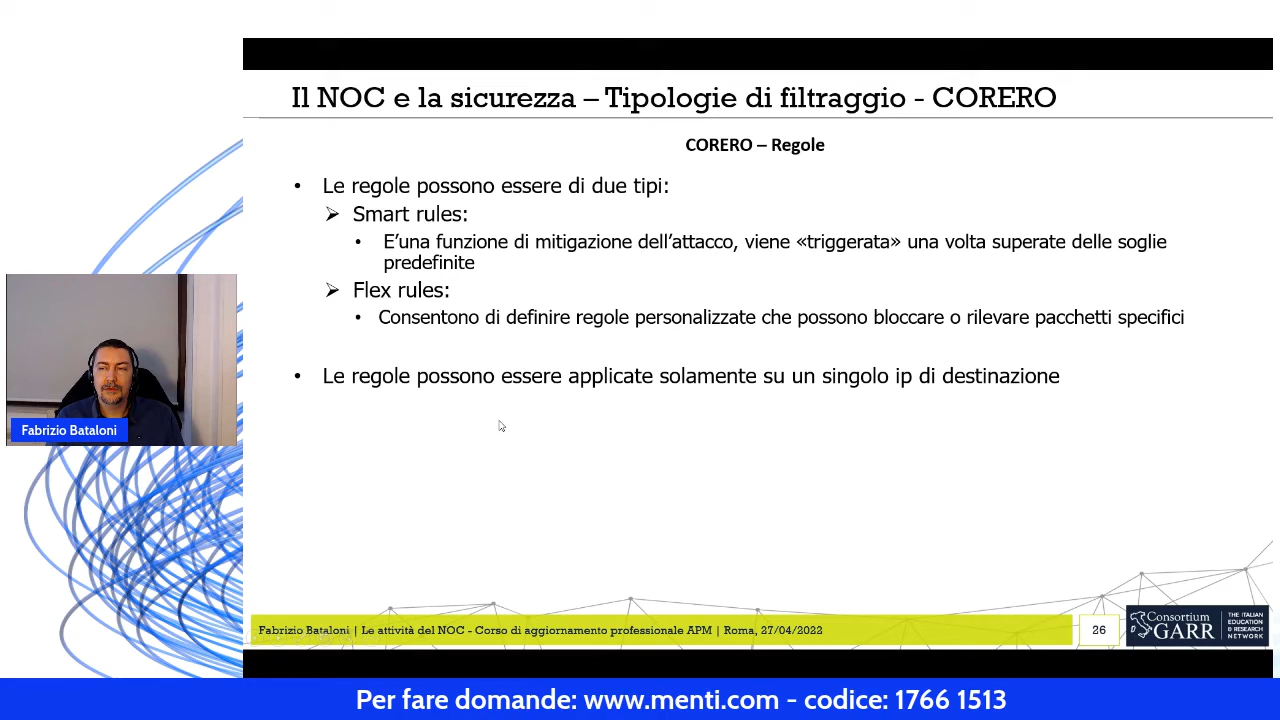 Il NOC e la sicurezza – Tipologie di filtraggio - CORERO
CORERO – Regole
• Le regole possono essere di due tipi:
➢ Smart rules:
• E'una funzione di mitigazione dell'attacco, viene «triggerata» una volta superate delle soglie
predefinite
➢ Flex rules:
• Consentono di definire regole personalizzate che possono bloccare o rilevare pacchetti specifici
• Le regole possono essere applicate solamente su un singolo ip di destinazione
Fabrizio Bataloni
Fabrizio Bataloni | Le attività del NOC - Corso di aggiornamento professionale APM | Roma, 27/04/2022
26
Consortium
GARR
THE ITALIAN
EDUCATION
& RESEARCH
NETWORK
Per fare domande: www.menti.com - codice: 1766 1513